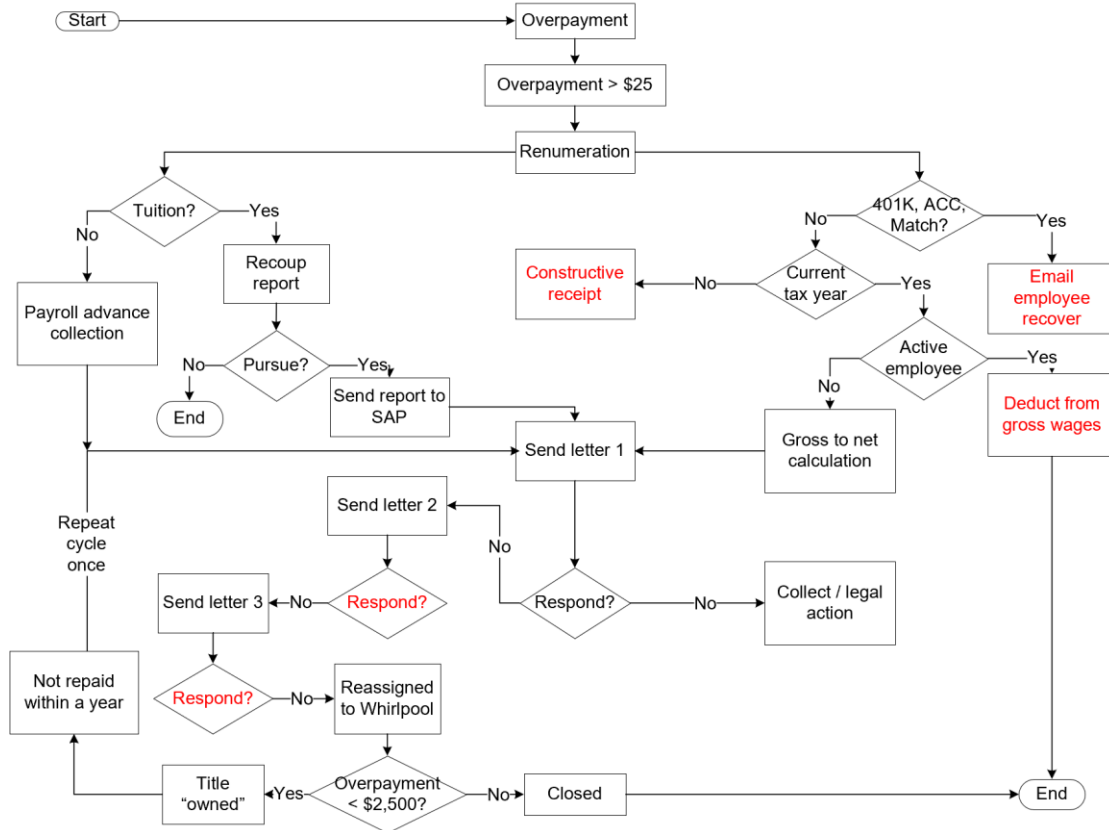 Start
Overpayment
Overpayment > $25
Renumeration
Tuition?
Yes
No
401K, ACC,
Match?
No
Yes
Recoup
report
Constructive
receipt
No
Current
tax year
Yes
Email
employee
recover
Payroll advance
collection
No
Pursue?
Yes
Active
employee
Yes
No
End
Send report to
SAP
Deduct from
gross wages
Send letter 1
Gross to net
calculation
Send letter 2
Repeat
cycle
once
No
Send letter 3
No
Respond?
Respond?
No
Collect / legal
action
Not repaid
within a year
Respond?
No
Reassigned
to Whirlpool
Title
“owned”
Yes
Overpayment
< $2,500?
No
Closed
End